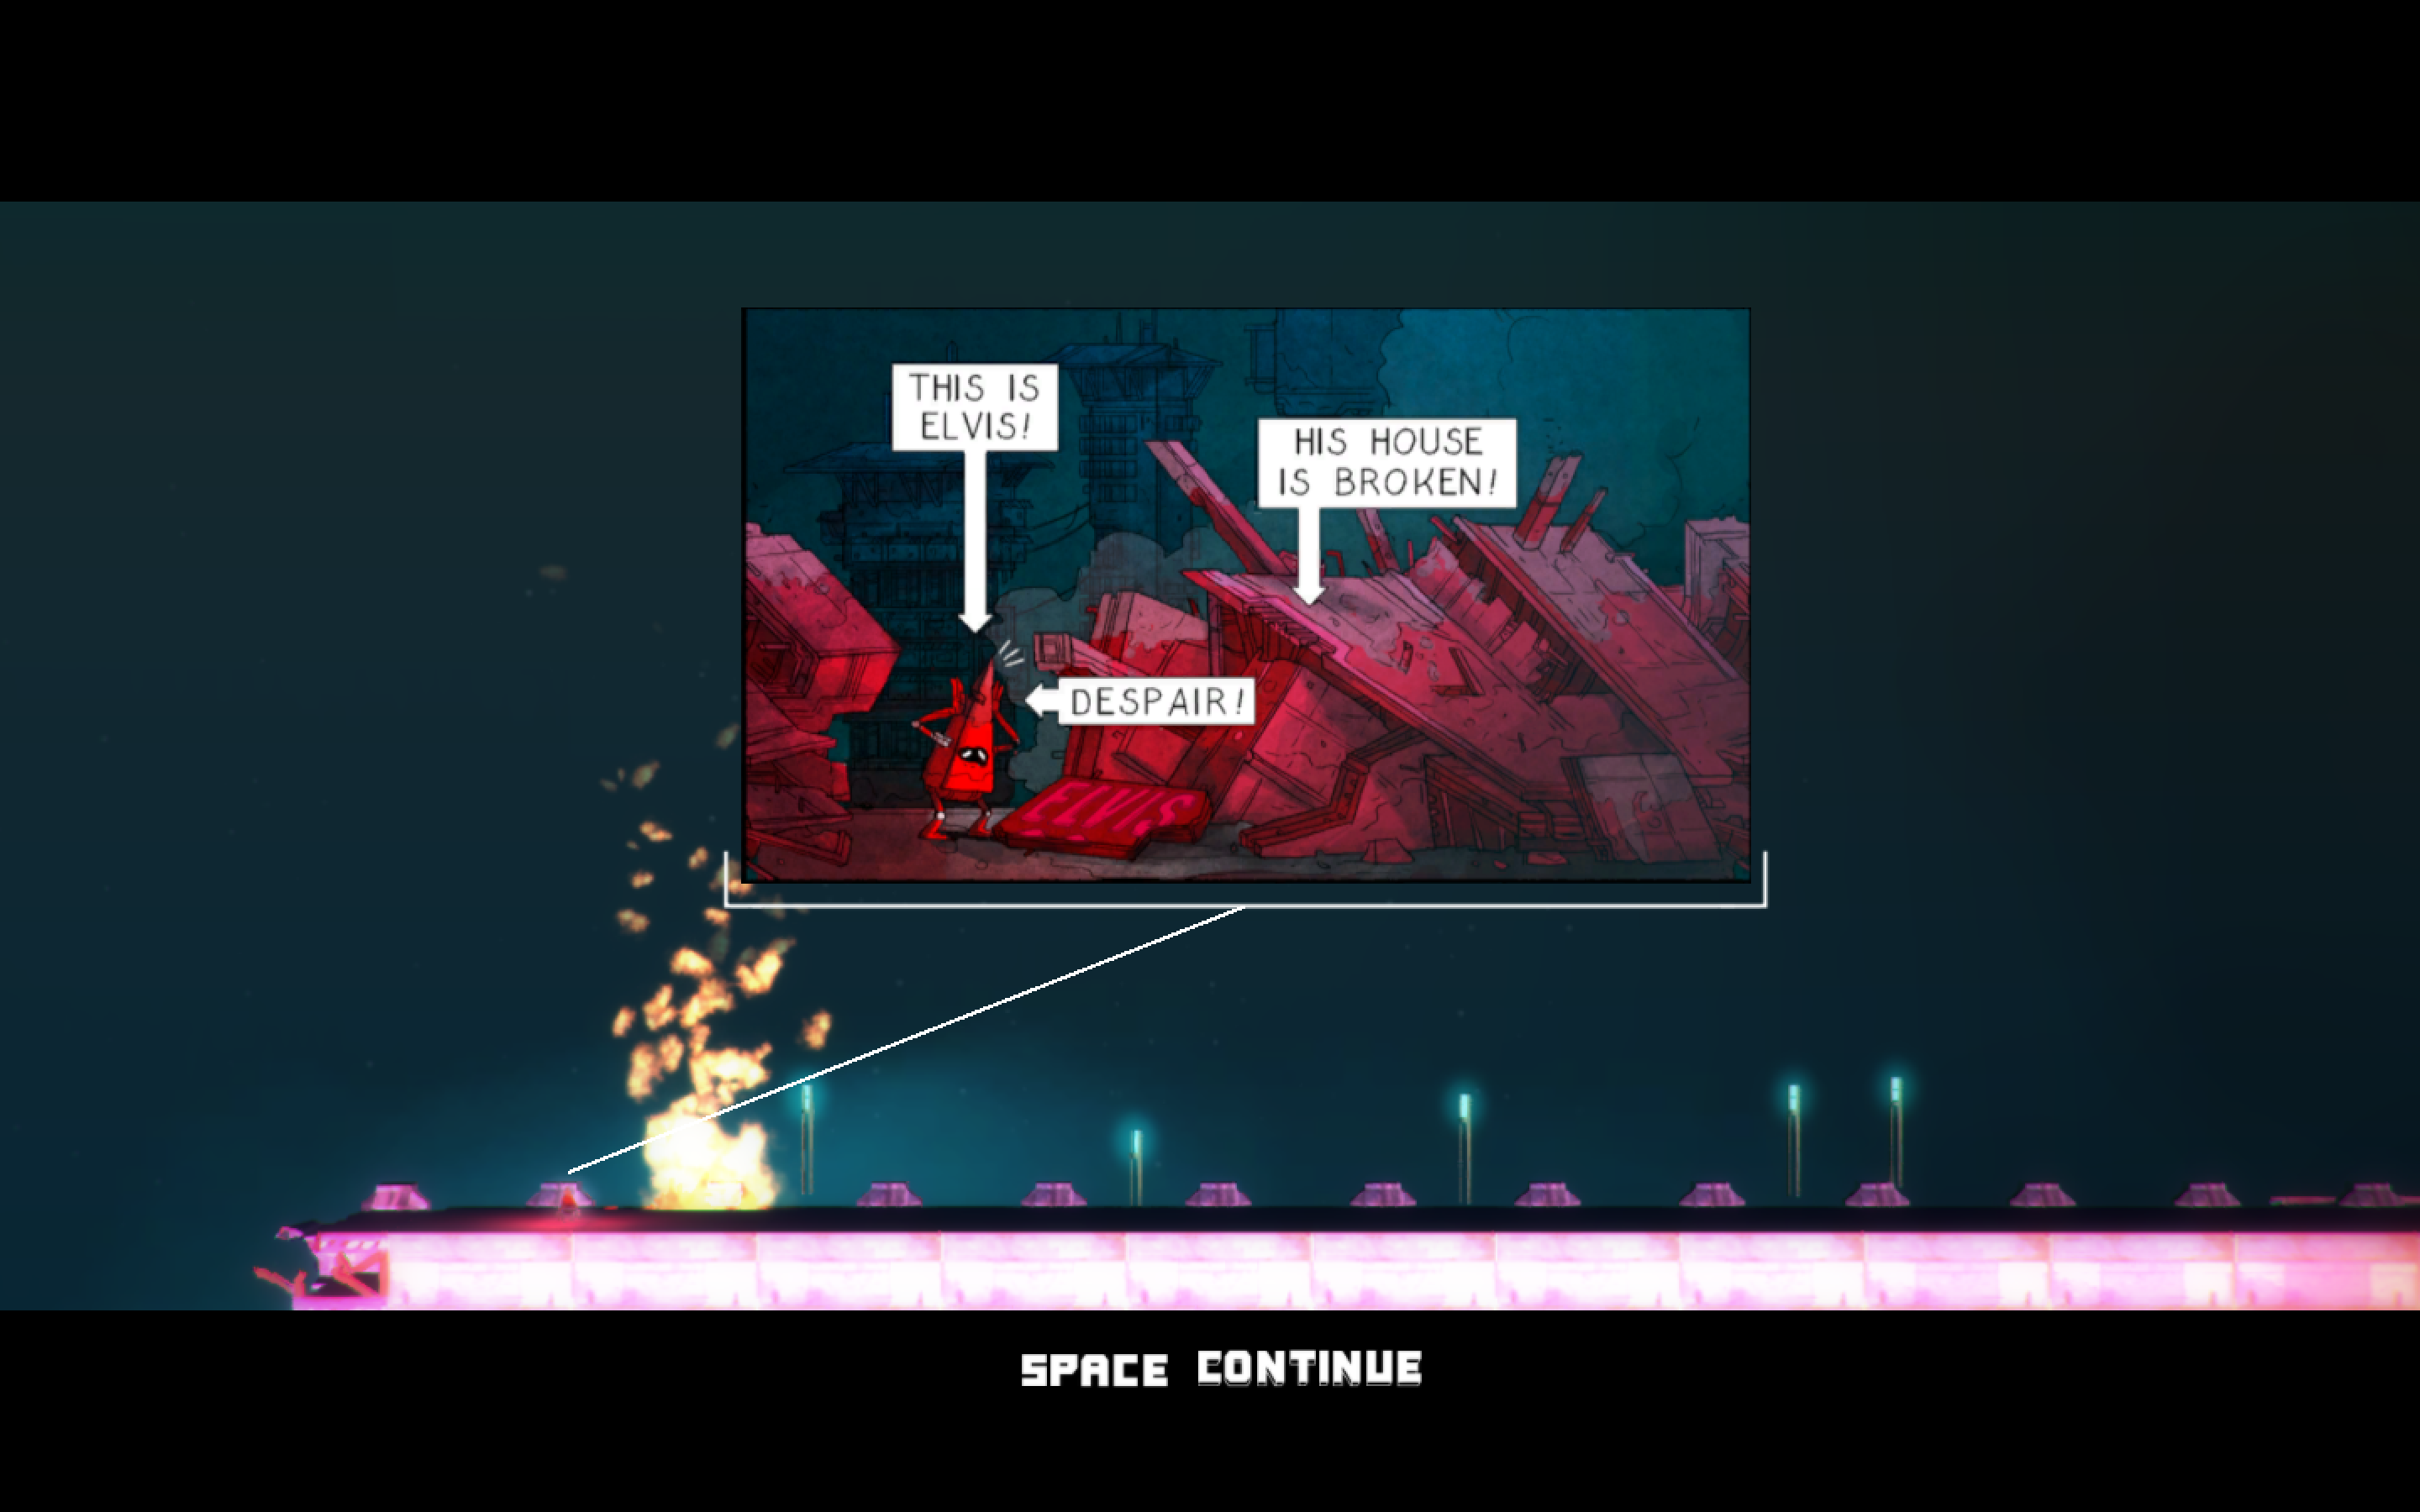 THIS IS
ELVIS!
HIS HOUSE
IS BROKEN!
DESPAIR!
ELVIS
SPACE CONTINUE